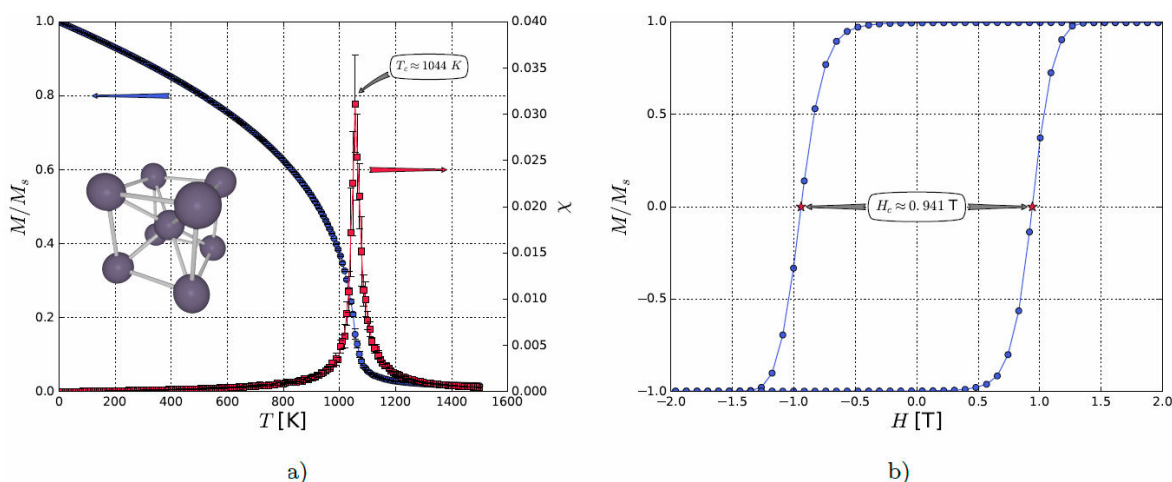 1.0
0.8
0.6
0.4
0.2
0.0
M/M_s
0 200 400 600 800 1000 1200 1400 1600
T [K]
0.040
0.035
0.030
0.025
0.020
0.015
0.010
0.005
0.000
χ
T_c ≈ 1044 K
a)
1.0
0.5
0.0
−0.5
−1.0
M/M_s
−2.0 −1.5 −1.0 −0.5 0.0 0.5 1.0 1.5 2.0
H [T]
H_c ≈ 0.941 T
b)